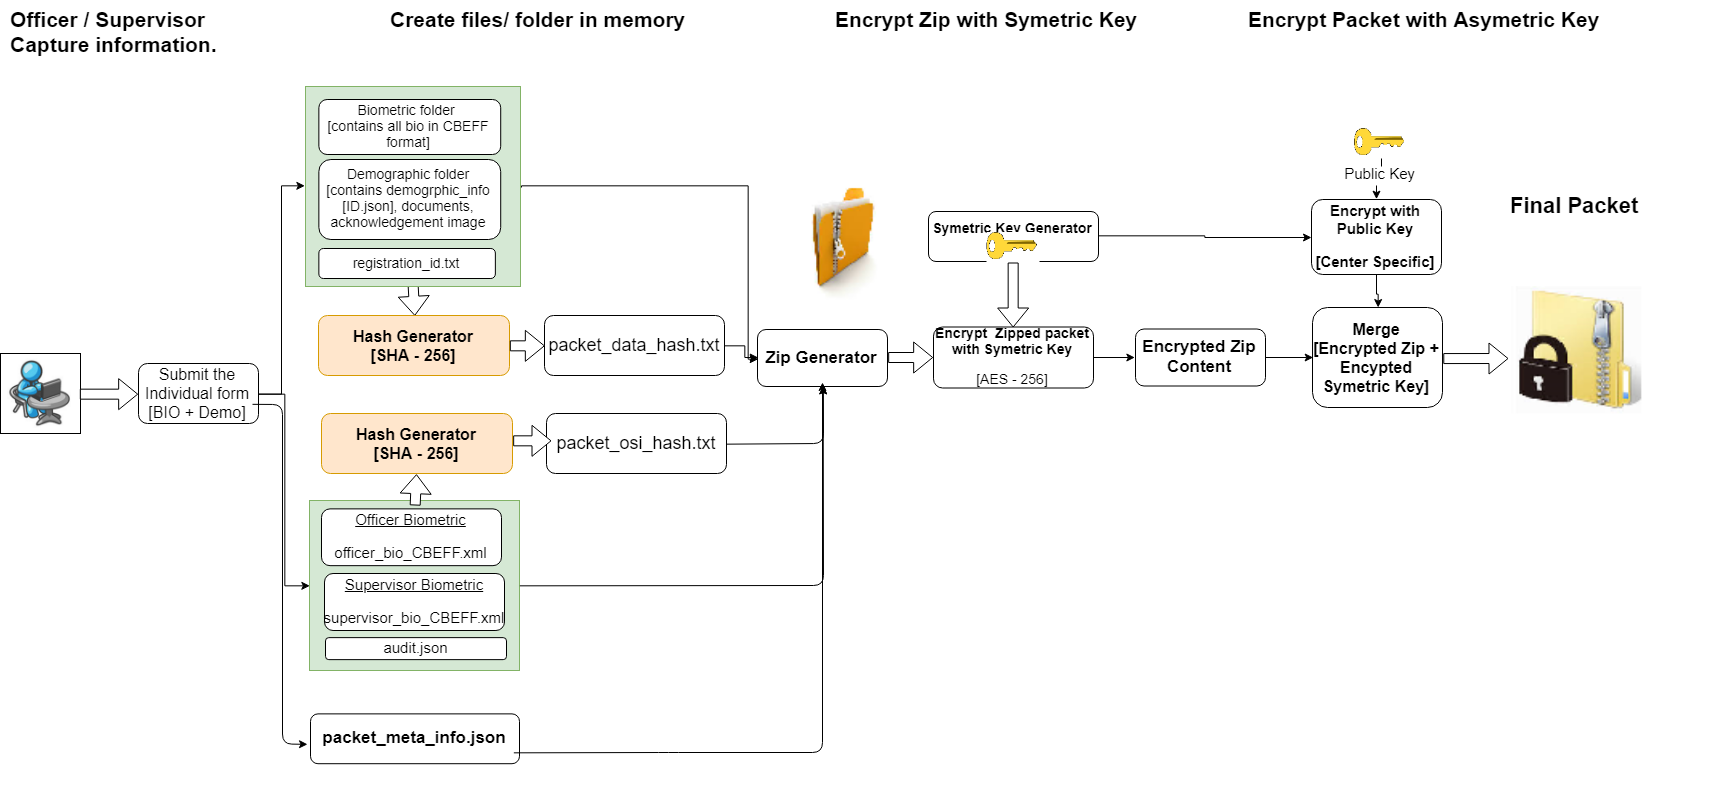 Officer / Supervisor
Capture information.
Create files/ folder in memory
Encrypt Zip with Symetric Key
Encrypt Packet with Asymetric Key
Biometric folder
[contains all bio in CBEFF
format]
Demographic folder
[contains demogrphic_info
[ID.json], documents,
acknowledgement image
registration_id.txt
Hash Generator
[SHA - 256]
packet_data_hash.txt
Submit the
Individual form
[BIO + Demo]
Hash Generator
[SHA - 256]
packet_osi_hash.txt
Officer Biometric
officer_bio_CBEFF.xml
Supervisor Biometric
supervisor_bio_CBEFF.xml
audit.json
packet_meta_info.json
Zip Generator
Symetric Key Generator
Encrypt Zipped packet
with Symetric Key
[AES - 256]
Encrypted Zip
Content
Public Key
Encrypt with
Public Key
[Center Specific]
Merge
[Encrypted Zip +
Encypted
Symetric Key]
Final Packet